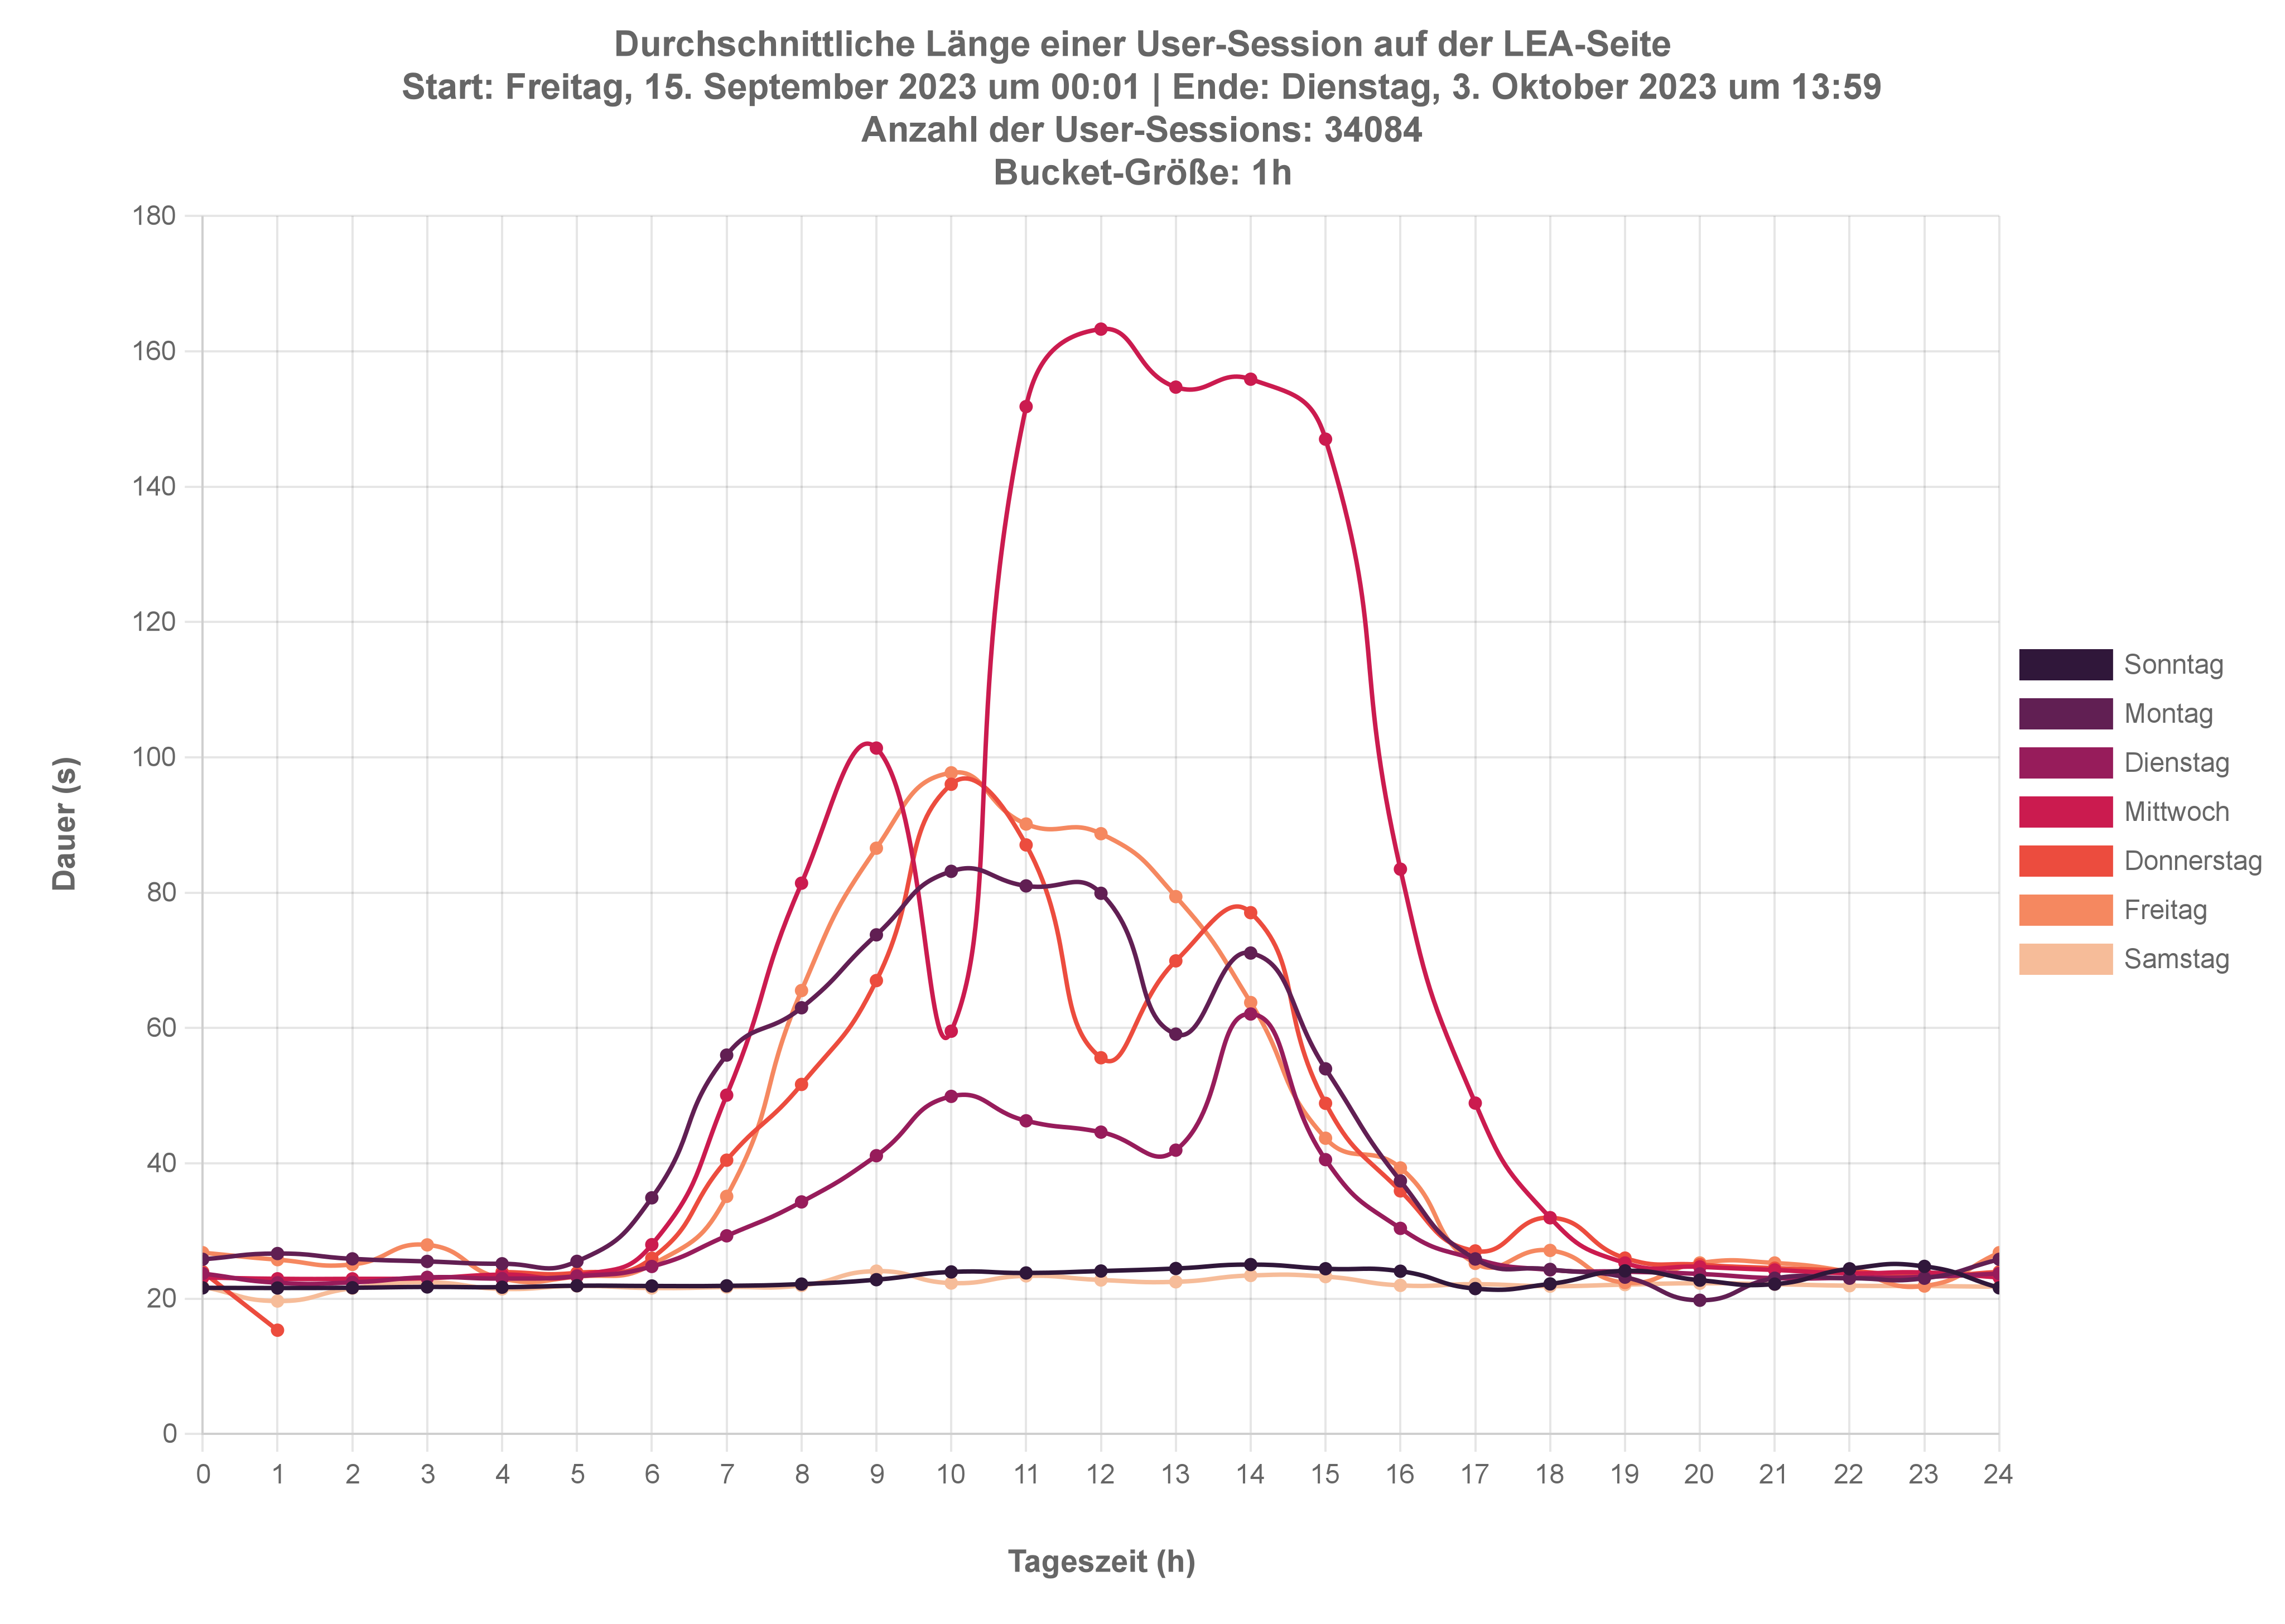 Durchschnittliche Länge einer User-Session auf der LEA-Seite
Start: Freitag, 15. September 2023 um 00:01 | Ende: Dienstag, 3. Oktober 2023 um 13:59
Anzahl der User-Sessions: 34084
Bucket-Größe: 1h
180
160
140
120
100
80
60
40
20
0
Dauer (s)
0 1 2 3 4 5 6 7 8 9 10 11 12 13 14 15 16 17 18 19 20 21 22 23 24
Tageszeit (h)
Sonntag
Montag
Dienstag
Mittwoch
Donnerstag
Freitag
Samstag